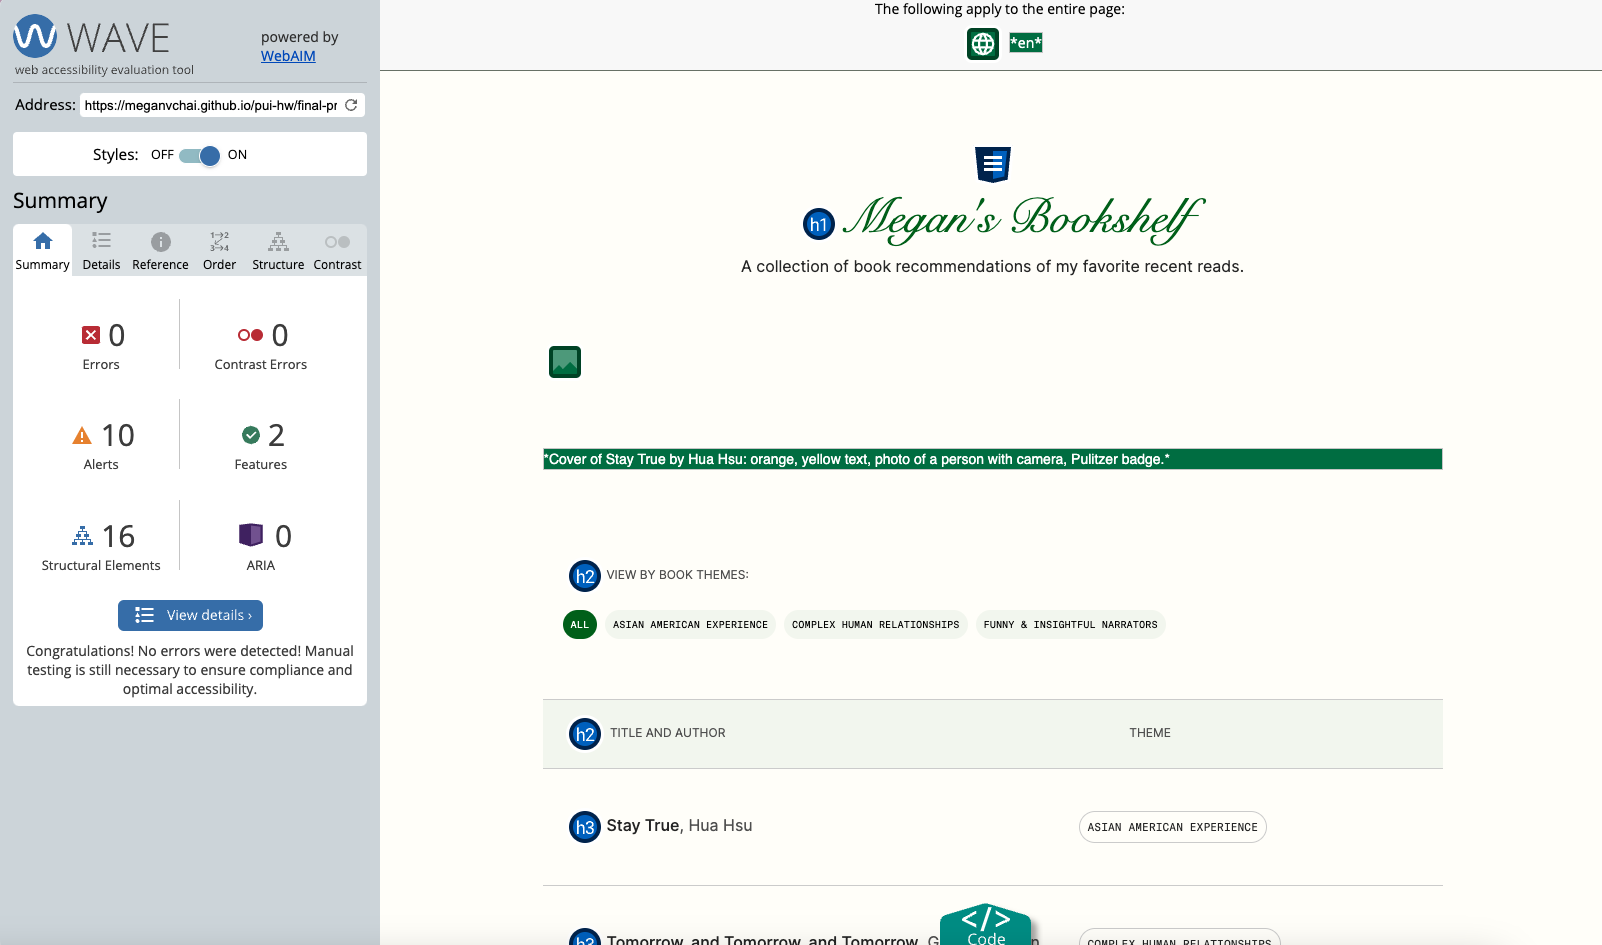 WAVE
web accessibility evaluation tool
powered by
WebAIM
Address: https://meganvchai.github.io/pui-hw/final-pr
Styles: OFF ON
Summary
Summary Details Reference Order Structure Contrast
0 Errors
0 Contrast Errors
10 Alerts
2 Features
16 Structural Elements
0 ARIA
View details ›
Congratulations! No errors were detected! Manual
testing is still necessary to ensure compliance and
optimal accessibility.
The following apply to the entire page:
*en*
h1 Megan's Bookshelf
A collection of book recommendations of my favorite recent reads.
*Cover of Stay True by Hua Hsu: orange, yellow text, photo of a person with camera, Pulitzer badge.*
h2 VIEW BY BOOK THEMES:
ALL ASIAN AMERICAN EXPERIENCE COMPLEX HUMAN RELATIONSHIPS FUNNY & INSIGHTFUL NARRATORS
h2 TITLE AND AUTHOR THEME
h3 Stay True, Hua Hsu ASIAN AMERICAN EXPERIENCE
h3 Tomorrow, and Tomorrow, and Tomorrow, COMPLEX HUMAN RELATIONSHIPS
</> Code